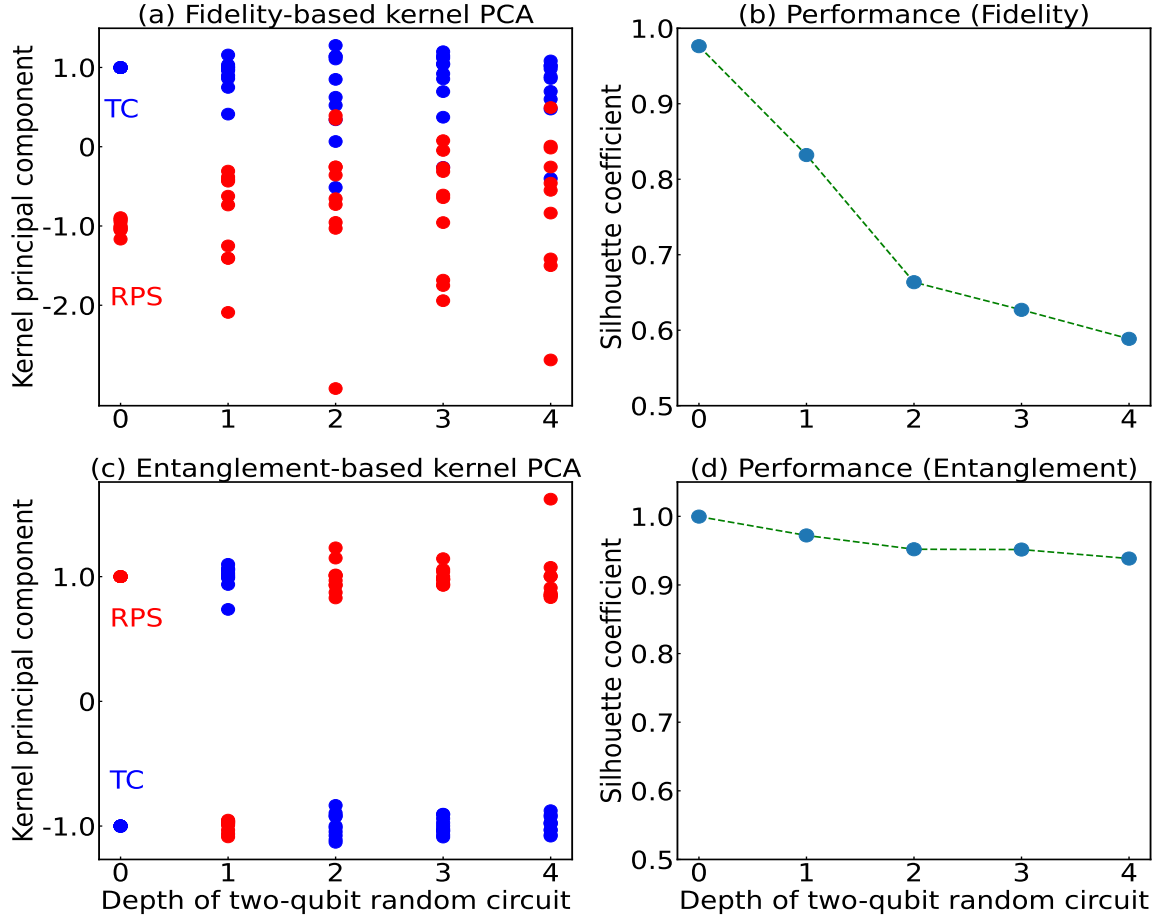 (a) Fidelity-based kernel PCA
Kernel principal component
1.0
0
-1.0
-2.0
TC
RPS
0 1 2 3 4
(b) Performance (Fidelity)
Silhouette coefficient
1.0
0.9
0.8
0.7
0.6
0.5
0 1 2 3 4
(c) Entanglement-based kernel PCA
Kernel principal component
1.0
0
-1.0
RPS
TC
0 1 2 3 4
Depth of two-qubit random circuit
(d) Performance (Entanglement)
Silhouette coefficient
1.0
0.9
0.8
0.7
0.6
0.5
0 1 2 3 4
Depth of two-qubit random circuit